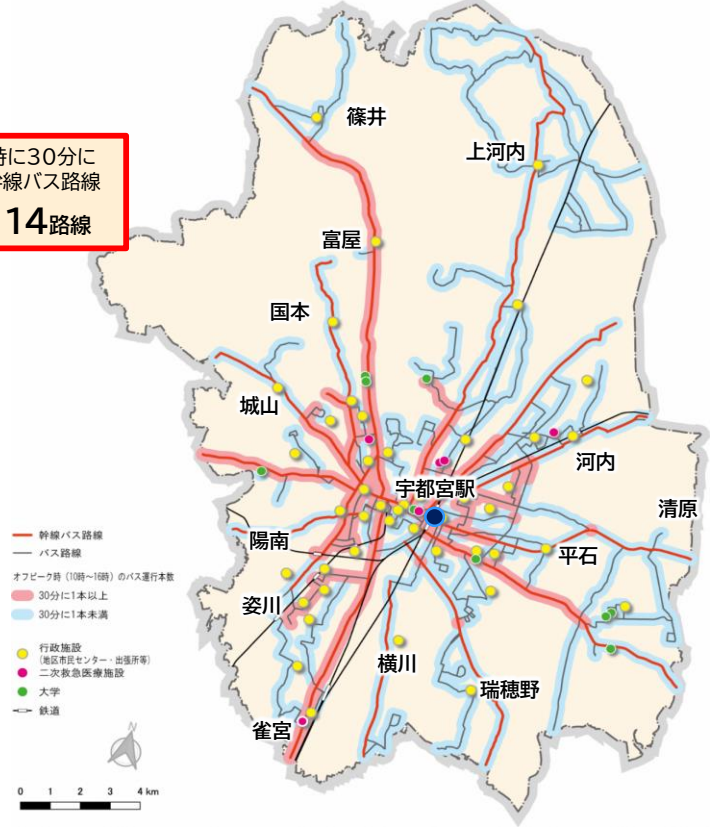 時に30分に
幹線バス路線
14路線
篠井
上河内
富屋
国本
城山
河内
宇都宮駅
清原
陽南
平石
姿川
横川
瑞穂野
雀宮
幹線バス路線
バス路線
オフピーク時(10時~16時)のバス運行本数
30分に1本以上
30分に1本未満
行政施設
(地区市民センター・出張所等)
二次救急医療施設
大学
鉄道
N
0 1 2 3 4 km